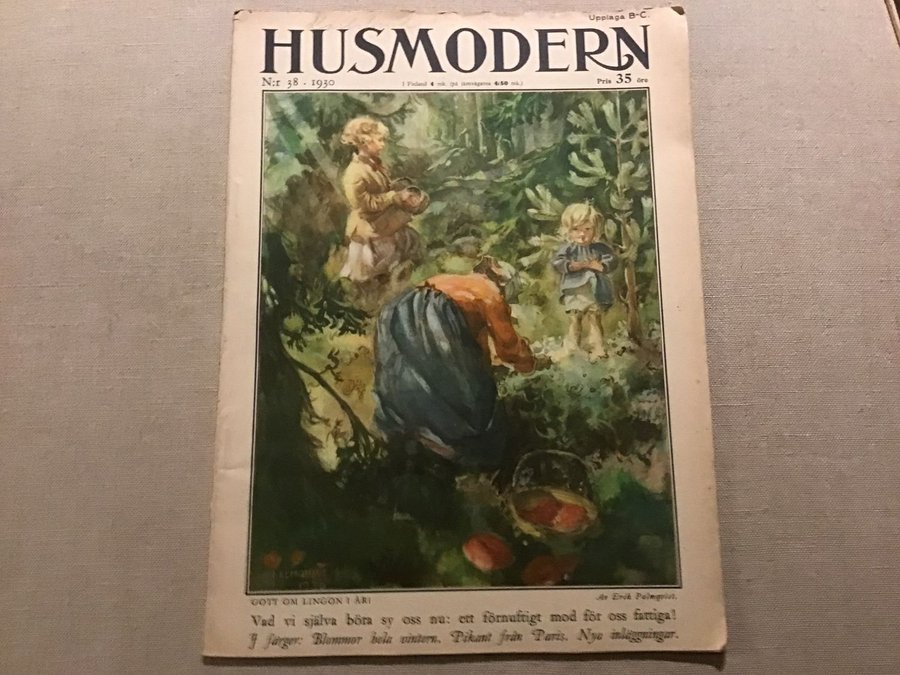 Upplaga B-C.
HUSMODERN
N:r 38 - 1930
I Finland 4 mk. (på järnvägarna 4/50 mk.)
Pris 35 öre
GOTT OM LINGON I ÅR!
Av Erik Palmqvist.
Vad vi själva böra sy oss nu: ett förnuftigt mod för oss fattiga!
I färger: Blommor hela vintern. Pikant från Paris. Nya inläggningar.